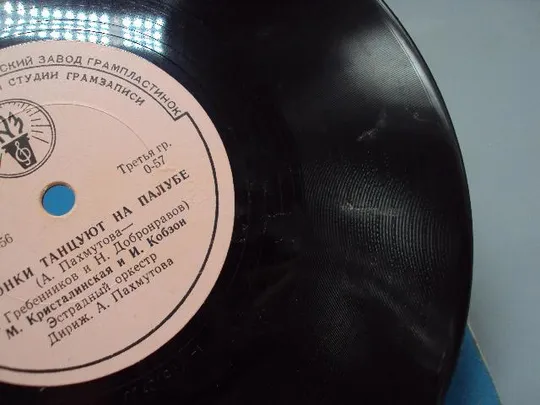 СКИЙ ЗАВОД ГРАМПЛАСТИНОК
СТУДИИ ГРАМЗАПИСИ
Третья гр.
0-57
56
ОНКИ ТАНЦУЮТ НА ПАЛУБЕ
(А. Пахмутова—
Гребенников и Н. Добронравов)
М. Кристалинская и И. Кобзон
Эстрадный оркестр
Дириж. А. Пахмутова